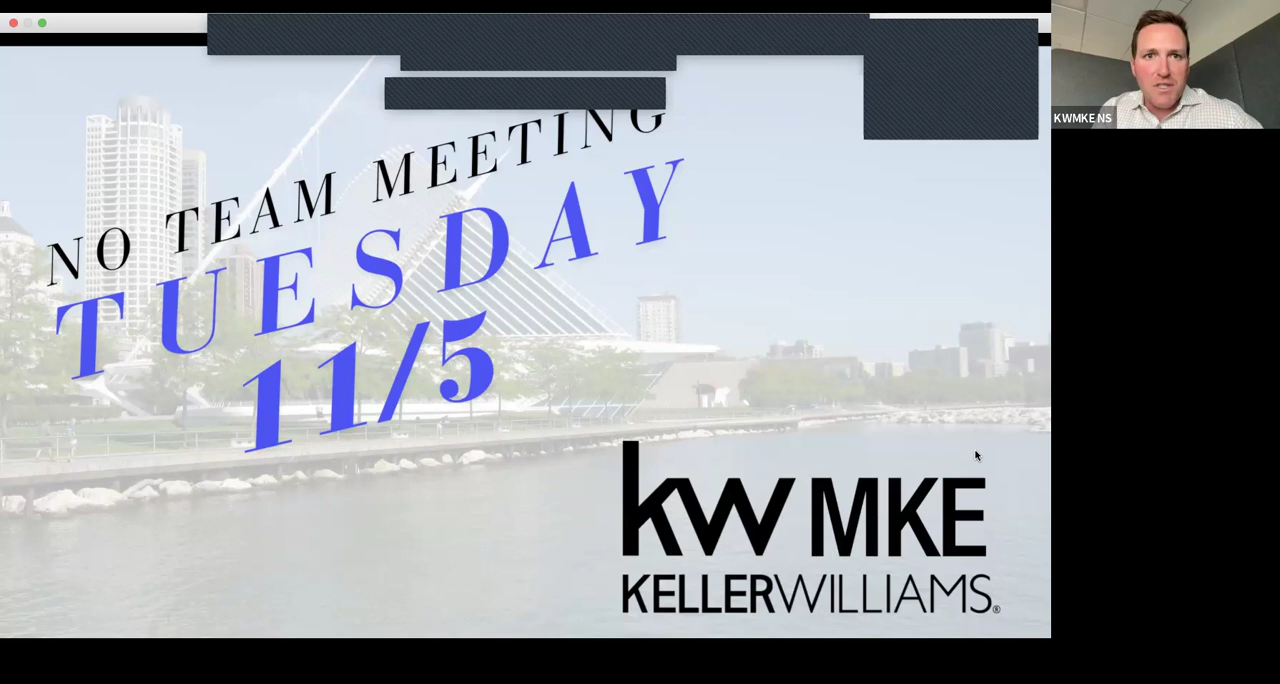 NO TEAM MEETING
TUESDAY
11/5
kw MKE
KELLERWILLIAMS®
KWMKE NS